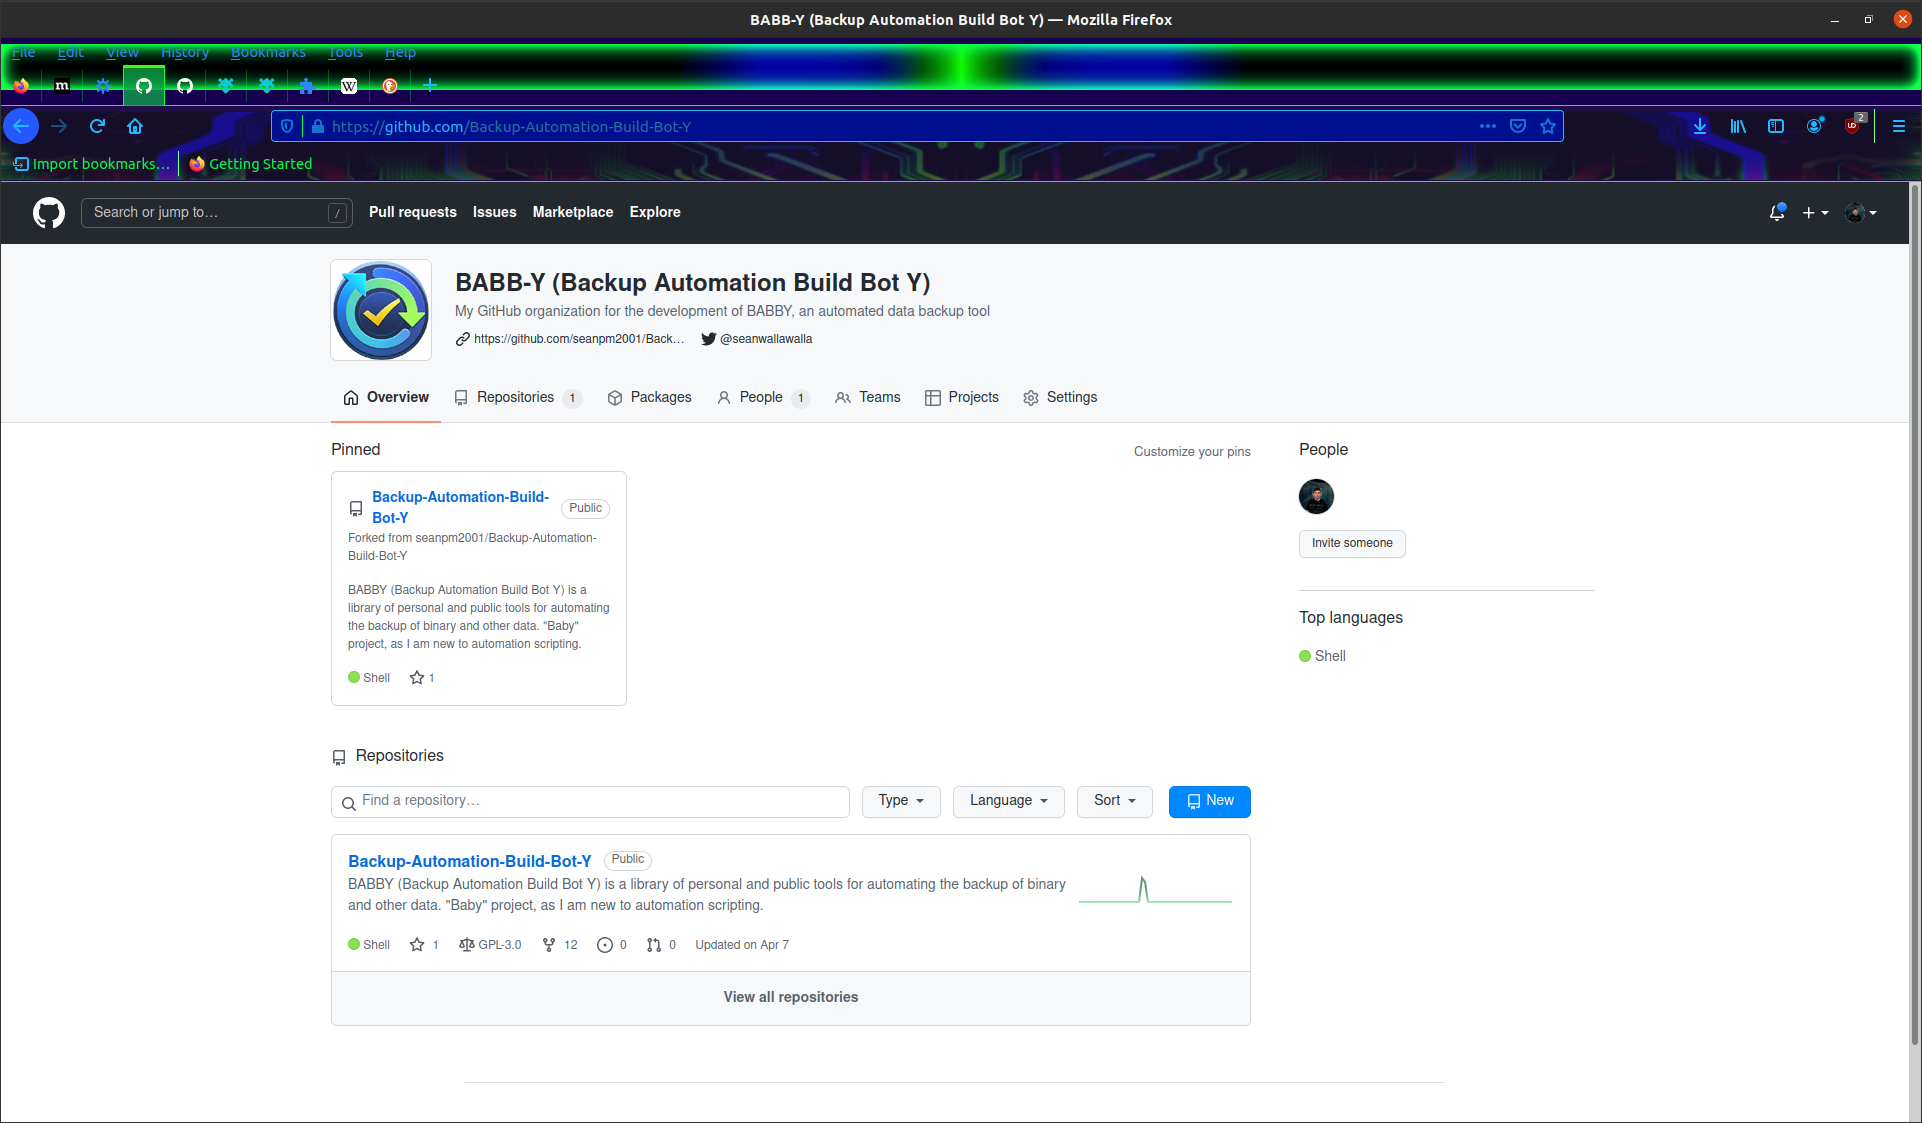 BABB-Y (Backup Automation Build Bot Y) — Mozilla Firefox
File Edit View History Bookmarks Tools Help
m W
https://github.com/Backup-Automation-Build-Bot-Y
2
Import bookmarks… Getting Started
Search or jump to… / Pull requests Issues Marketplace Explore
BABB-Y (Backup Automation Build Bot Y)
My GitHub organization for the development of BABBY, an automated data backup tool
https://github.com/seanpm2001/Back… @seanwallawalla
Overview Repositories 1 Packages People 1 Teams Projects Settings
Pinned Customize your pins People
Backup-Automation-Build-
Bot-Y
Public
Forked from seanpm2001/Backup-Automation-
Build-Bot-Y
Invite someone
BABBY (Backup Automation Build Bot Y) is a
library of personal and public tools for automating
the backup of binary and other data. "Baby"
project, as I am new to automation scripting.
Shell 1
Top languages
Shell
Repositories
Find a repository… Type Language Sort New
Backup-Automation-Build-Bot-Y Public
BABBY (Backup Automation Build Bot Y) is a library of personal and public tools for automating the backup of binary
and other data. "Baby" project, as I am new to automation scripting.
Shell 1 GPL-3.0 12 0 0 Updated on Apr 7
View all repositories